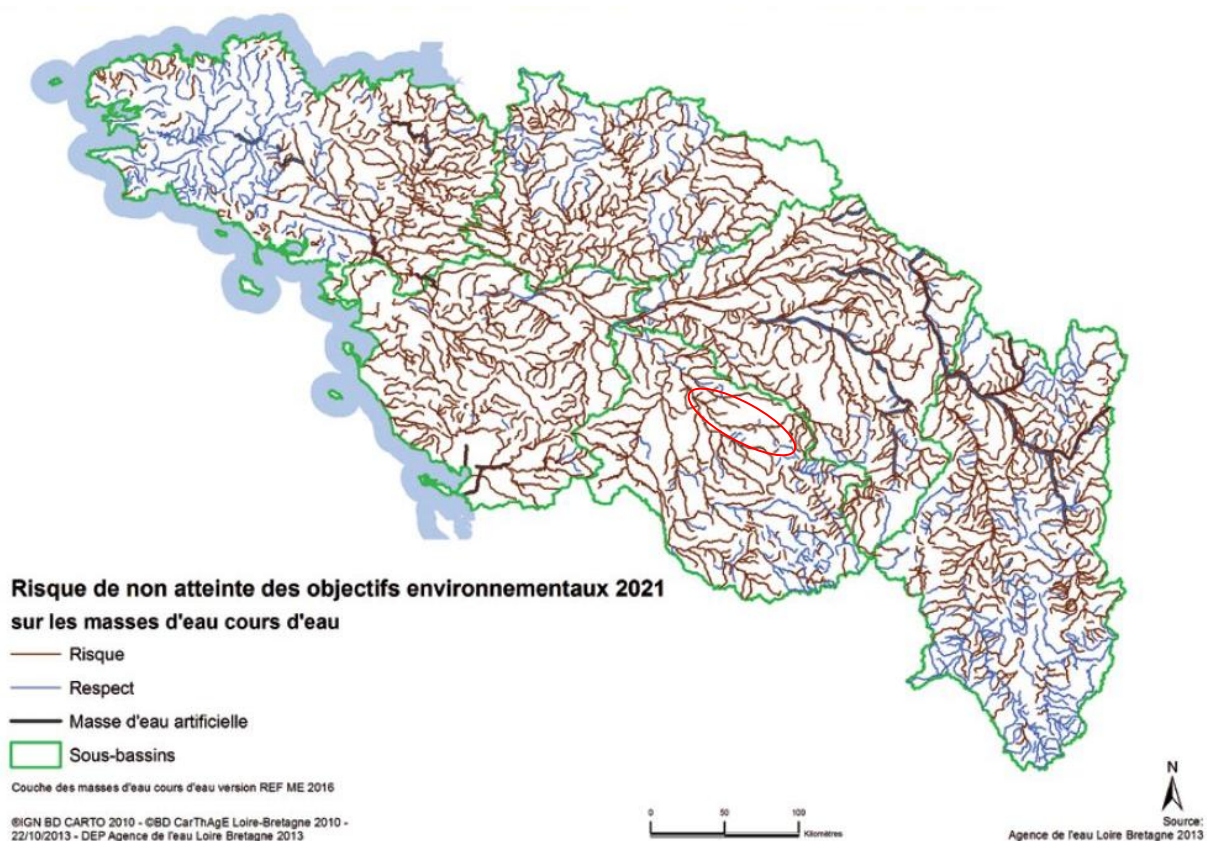 Risque de non atteinte des objectifs environnementaux 2021
sur les masses d'eau cours d'eau
Risque
Respect
Masse d'eau artificielle
Sous-bassins
Couche des masses d'eau cours d'eau version REF ME 2016
®IGN BD CARTO 2010 - ©BD CarThAgE Loire-Bretagne 2010 -
22/10/2013 - DEP Agence de l'eau Loire Bretagne 2013
0 50 100
Kilomètres
N
Source:
Agence de l'eau Loire Bretagne 2013